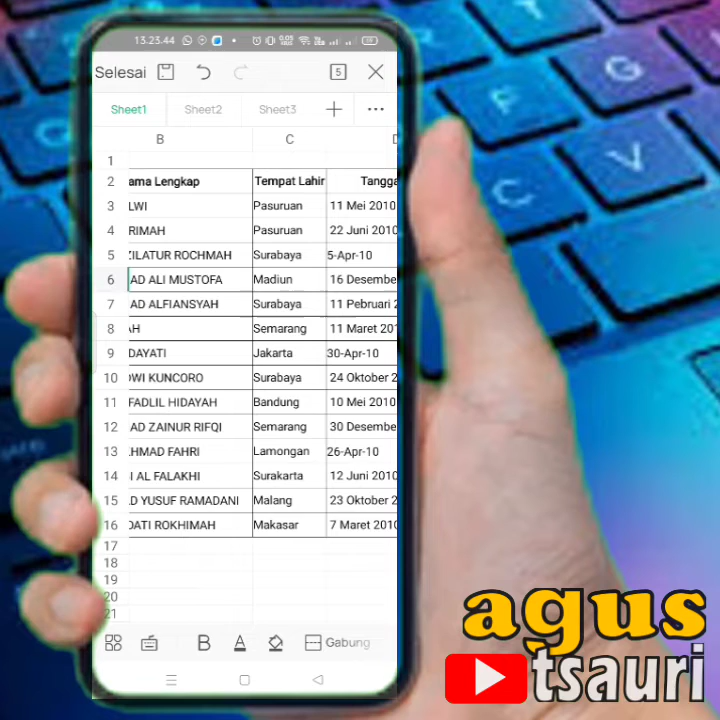 13.23.44
Selesai 5
Sheet1 Sheet2 Sheet3
B C D
1
2 ama Lengkap Tempat Lahir Tangga
3 LWI Pasuruan 11 Mei 2010
4 RIMAH Pasuruan 22 Juni 2010
5 ZILATUR ROCHMAH Surabaya 5-Apr-10
6 AD ALI MUSTOFA Madiun 16 Desembe
7 AD ALFIANSYAH Surabaya 11 Pebruari 2
8 AH Semarang 11 Maret 201
9 DAYATI Jakarta 30-Apr-10
10 DWI KUNCORO Surabaya 24 Oktober 2
11 FADLIL HIDAYAH Bandung 10 Mei 2010
12 AD ZAINUR RIFQI Semarang 30 Desembe
13 HMAD FAHRI Lamongan 26-Apr-10
14 I AL FALAKHI Surakarta 12 Juni 2010
15 D YUSUF RAMADANI Malang 23 Oktober 2
16 DATI ROKHIMAH Makasar 7 Maret 2010
17
18
19
20
21
B A Gabung
G
F
V
C
agus
tsauri